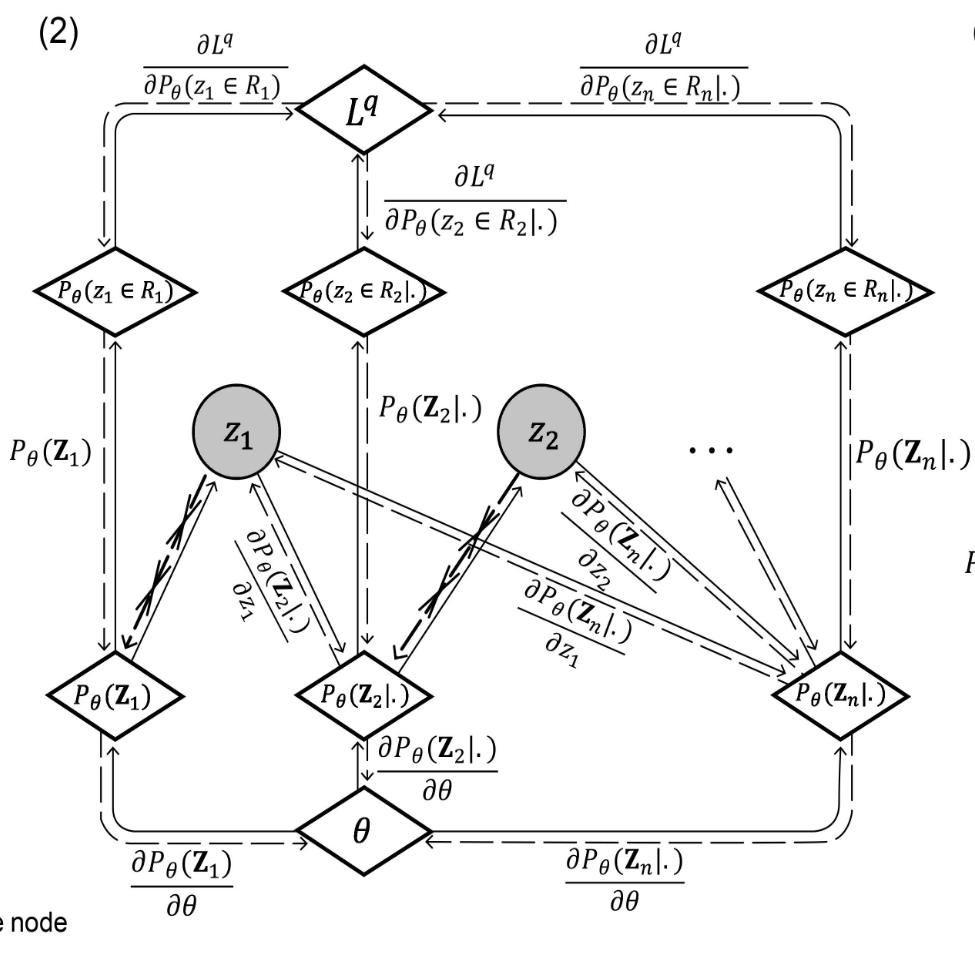 (2)
∂L^q / ∂P_θ(z_1 ∈ R_1)
L^q
∂L^q / ∂P_θ(z_n ∈ R_n|.)
∂L^q / ∂P_θ(z_2 ∈ R_2|.)
P_θ(z_1 ∈ R_1)
P_θ(z_2 ∈ R_2|.)
P_θ(z_n ∈ R_n|.)
P_θ(𝐙_1)
z_1
P_θ(𝐙_2|.)
z_2
...
P_θ(𝐙_n|.)
∂P_θ(𝐙_2|.) / ∂z_1
∂P_θ(𝐙_n|.) / ∂z_2
∂P_θ(𝐙_n|.) / ∂z_1
P_θ(𝐙_1)
P_θ(𝐙_2|.)
P_θ(𝐙_n|.)
∂P_θ(𝐙_2|.) / ∂θ
θ
∂P_θ(𝐙_1) / ∂θ
∂P_θ(𝐙_n|.) / ∂θ
e node